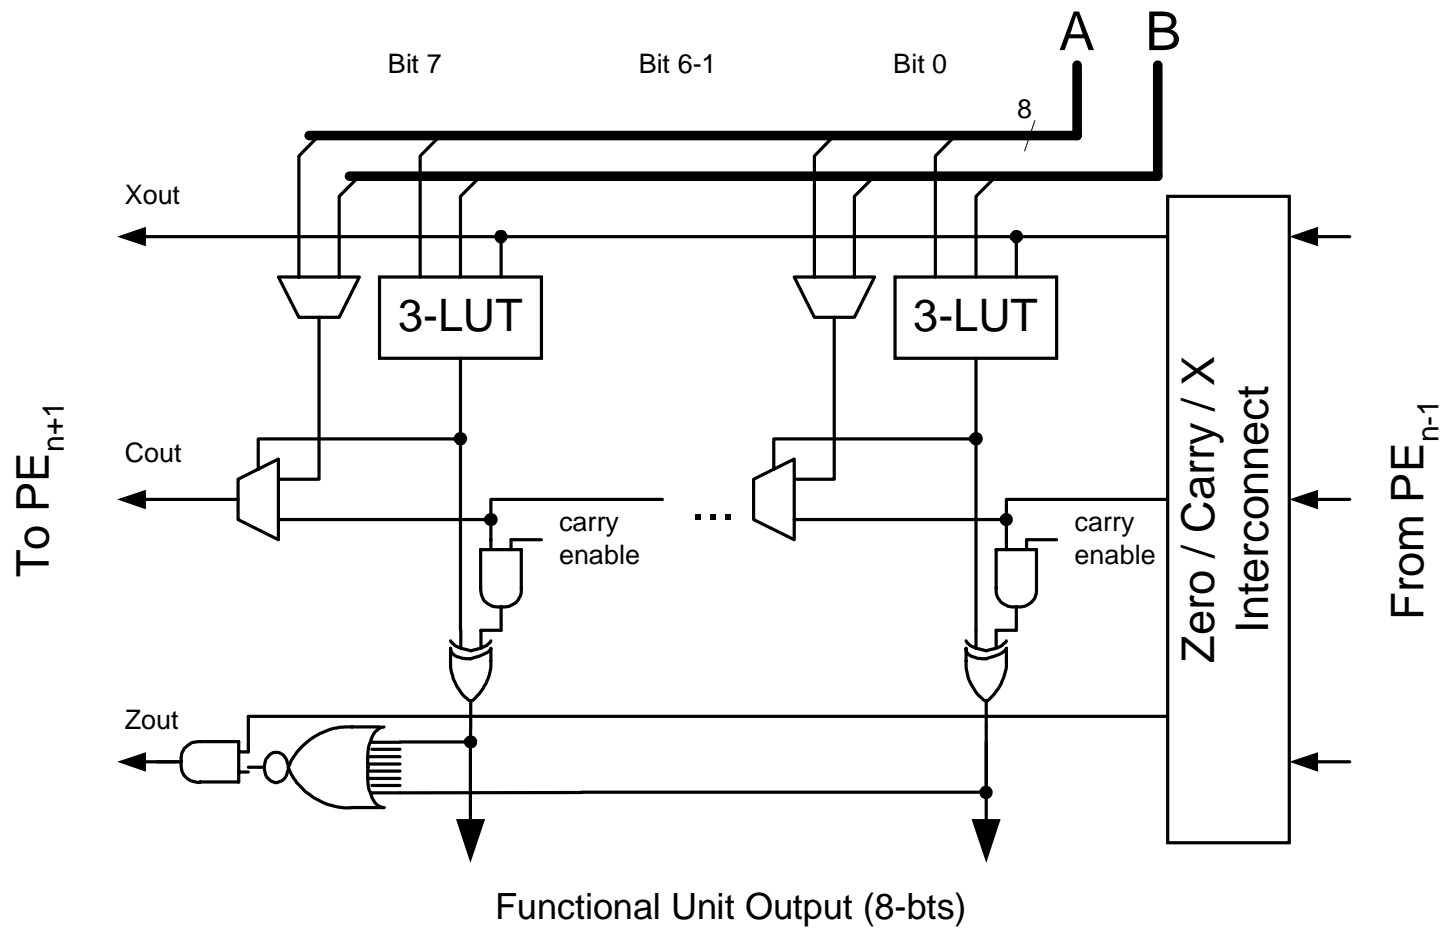 A B
Bit 7 Bit 6-1 Bit 0
8
Xout
3-LUT 3-LUT
Zero / Carry / X
Interconnect
To PEn+1
From PEn-1
Cout
...
carry
enable
carry
enable
Zout
Functional Unit Output (8-bts)